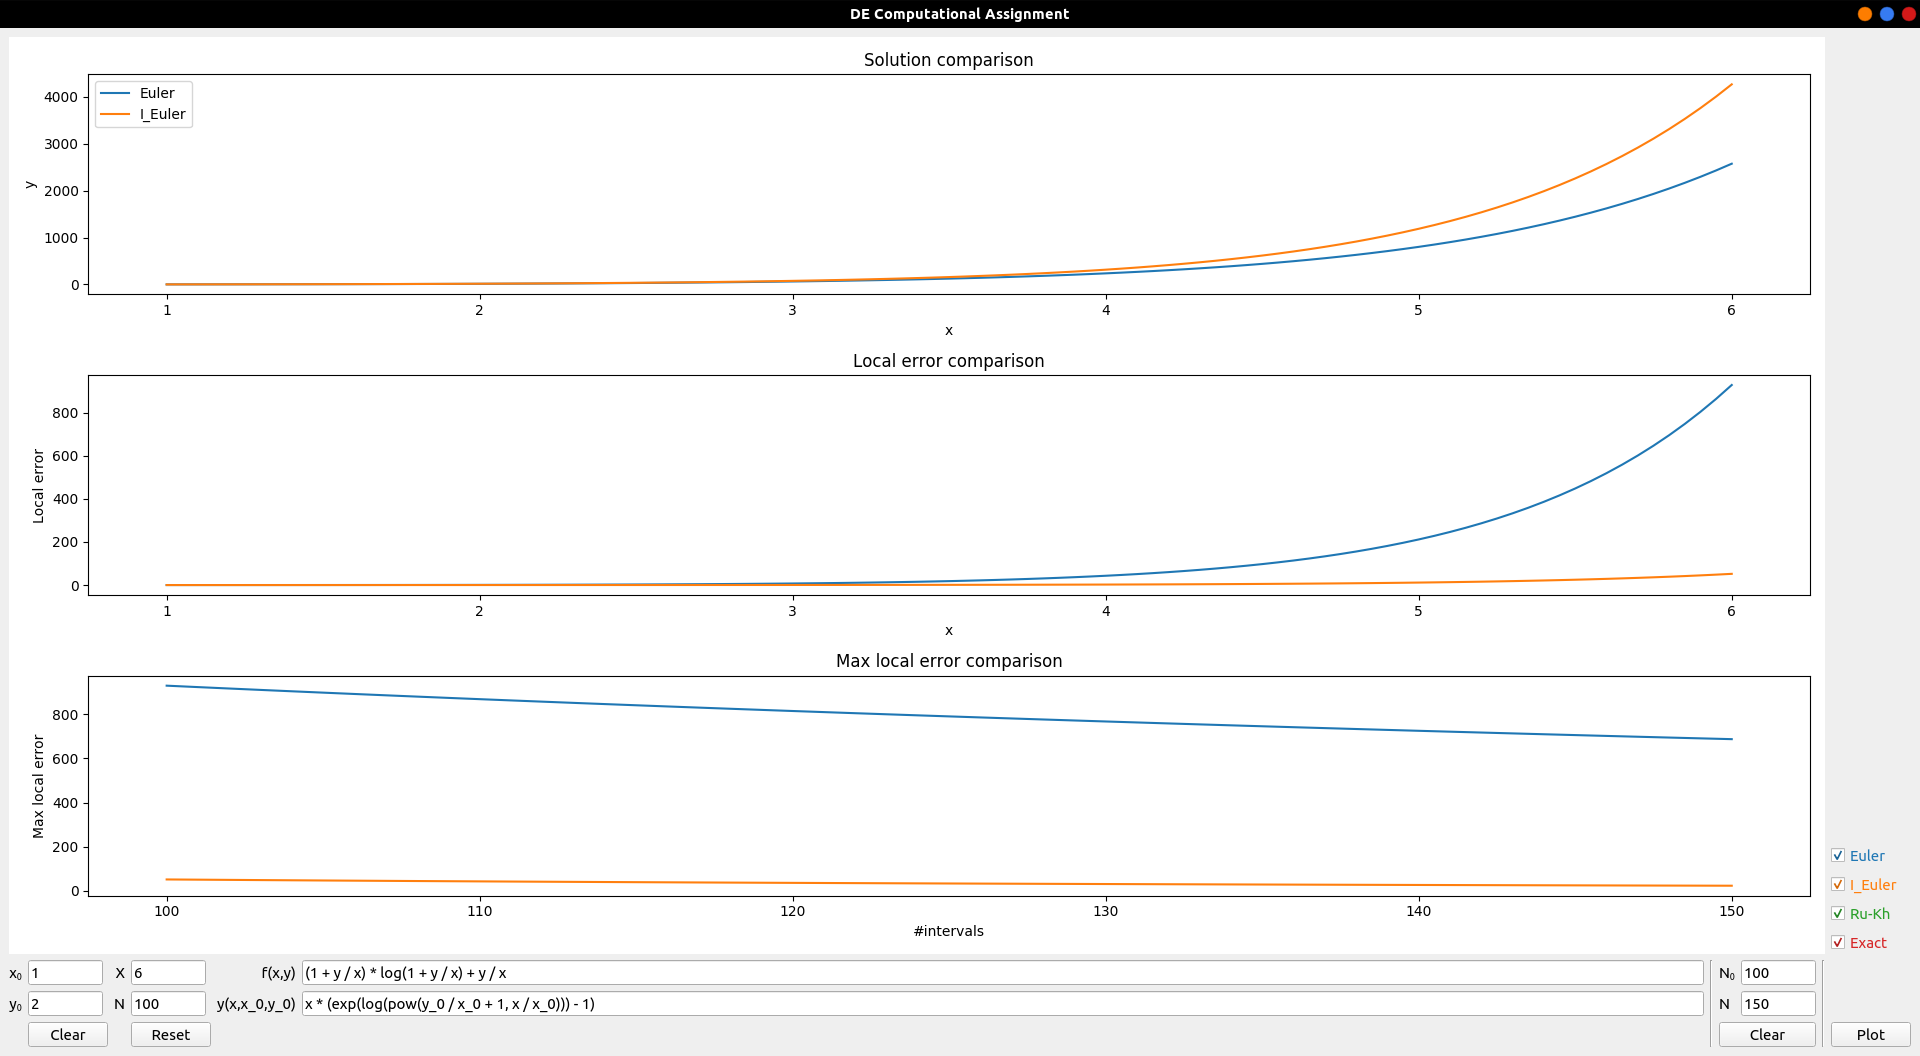 DE Computational Assignment
Solution comparison
Euler
I_Euler
4000
3000
2000
1000
0
y
1 2 3 4 5 6
x
Local error comparison
800
600
400
200
0
Local error
1 2 3 4 5 6
x
Max local error comparison
800
600
400
200
0
Max local error
100 110 120 130 140 150
#intervals
Euler
I_Euler
Ru-Kh
Exact
x₀ 1 X 6 f(x,y) (1 + y / x) * log(1 + y / x) + y / x N₀ 100
y₀ 2 N 100 y(x,x_0,y_0) x * (exp(log(pow(y_0 / x_0 + 1, x / x_0))) - 1) N 150
Clear Reset Clear Plot